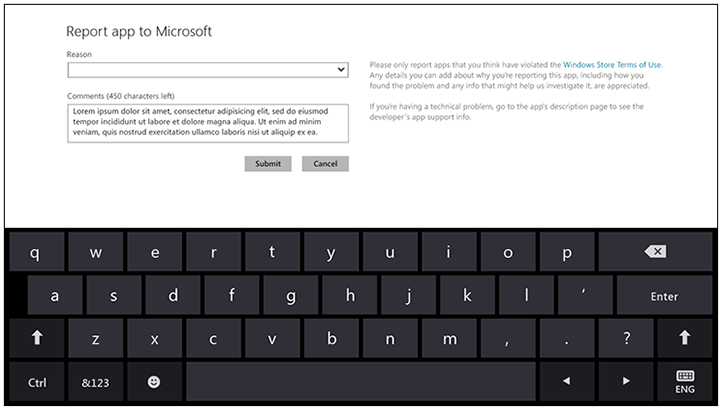 Report app to Microsoft
Reason
Comments (450 characters left)
Lorem ipsum dolor sit amet, consectetur adipisicing elit, sed do eiusmod
tempor incididunt ut labore et dolore magna aliqua. Ut enim ad minim
veniam, quis nostrud exercitation ullamco laboris nisi ut aliquip ex ea.
Submit Cancel
Please only report apps that you think have violated the Windows Store Terms of Use.
Any details you can add about why you're reporting this app, including how you
found the problem and any info that might help us investigate it, are appreciated.
If you're having a technical problem, go to the app's description page to see the
developer's app support info.
q w e r t y u i o p
a s d f g h j k l ' Enter
z x c v b n m , . ?
Ctrl &123 ENG